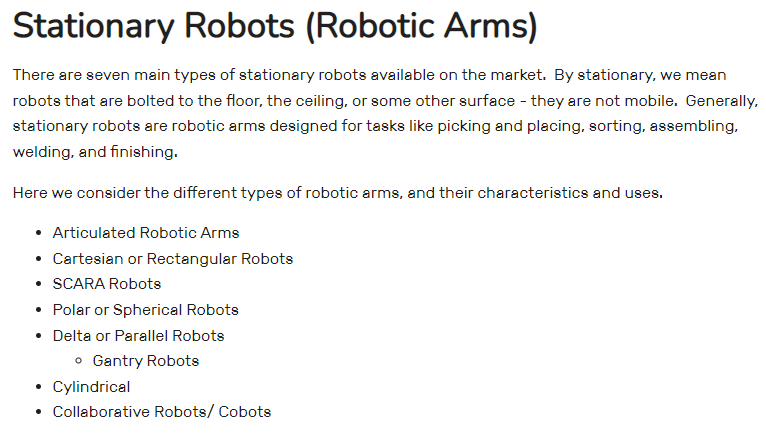 Stationary Robots (Robotic Arms)
There are seven main types of stationary robots available on the market. By stationary, we mean
robots that are bolted to the floor, the ceiling, or some other surface - they are not mobile. Generally,
stationary robots are robotic arms designed for tasks like picking and placing, sorting, assembling,
welding, and finishing.
Here we consider the different types of robotic arms, and their characteristics and uses.
• Articulated Robotic Arms
• Cartesian or Rectangular Robots
• SCARA Robots
• Polar or Spherical Robots
• Delta or Parallel Robots
◦ Gantry Robots
• Cylindrical
• Collaborative Robots/ Cobots